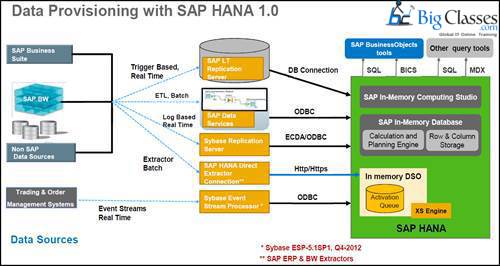 Data Provisioning with SAP HANA 1.0
BigClasses.com
Global IT Online Training
SAP Business
Suite
SAP BW
Non SAP
Data Sources
Trading & Order
Management Systems
Data Sources
Trigger Based,
Real Time
ETL, Batch
Log Based
Real Time
Extractor
Batch
Event Streams
Real Time
SAP LT
Replication
Server
SAP Data
Services
Sybase Replication
Server
SAP HANA Direct
Extractor
Connection**
Sybase Event
Stream Processor *
DB Connection
ODBC
ECDA/ODBC
Http/Https
ODBC
SAP BusinessObjects
tools
Other query tools
SQL
BICS
SQL
MDX
SAP In-Memory Computing Studio
SAP In-Memory Database
Calculation and
Planning Engine
Row & Column
Storage
In memory DSO
Activation
Queue
XS Engine
SAP HANA
* Sybase ESP-5.1SP1, Q4-2012
** SAP ERP & BW Extractors